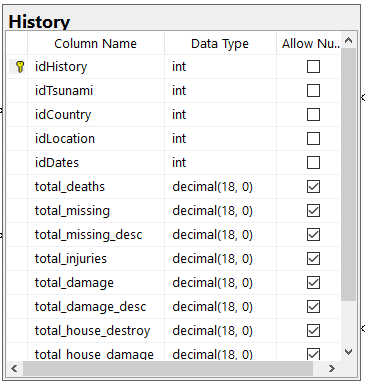 History
Column Name Data Type Allow Nu...
idHistory int
idTsunami int
idCountry int
idLocation int
idDates int
total_deaths decimal(18, 0)
total_missing decimal(18, 0)
total_missing_desc decimal(18, 0)
total_injuries decimal(18, 0)
total_damage decimal(18, 0)
total_damage_desc decimal(18, 0)
total_house_destroy decimal(18, 0)
total_house_damage decimal(18, 0)